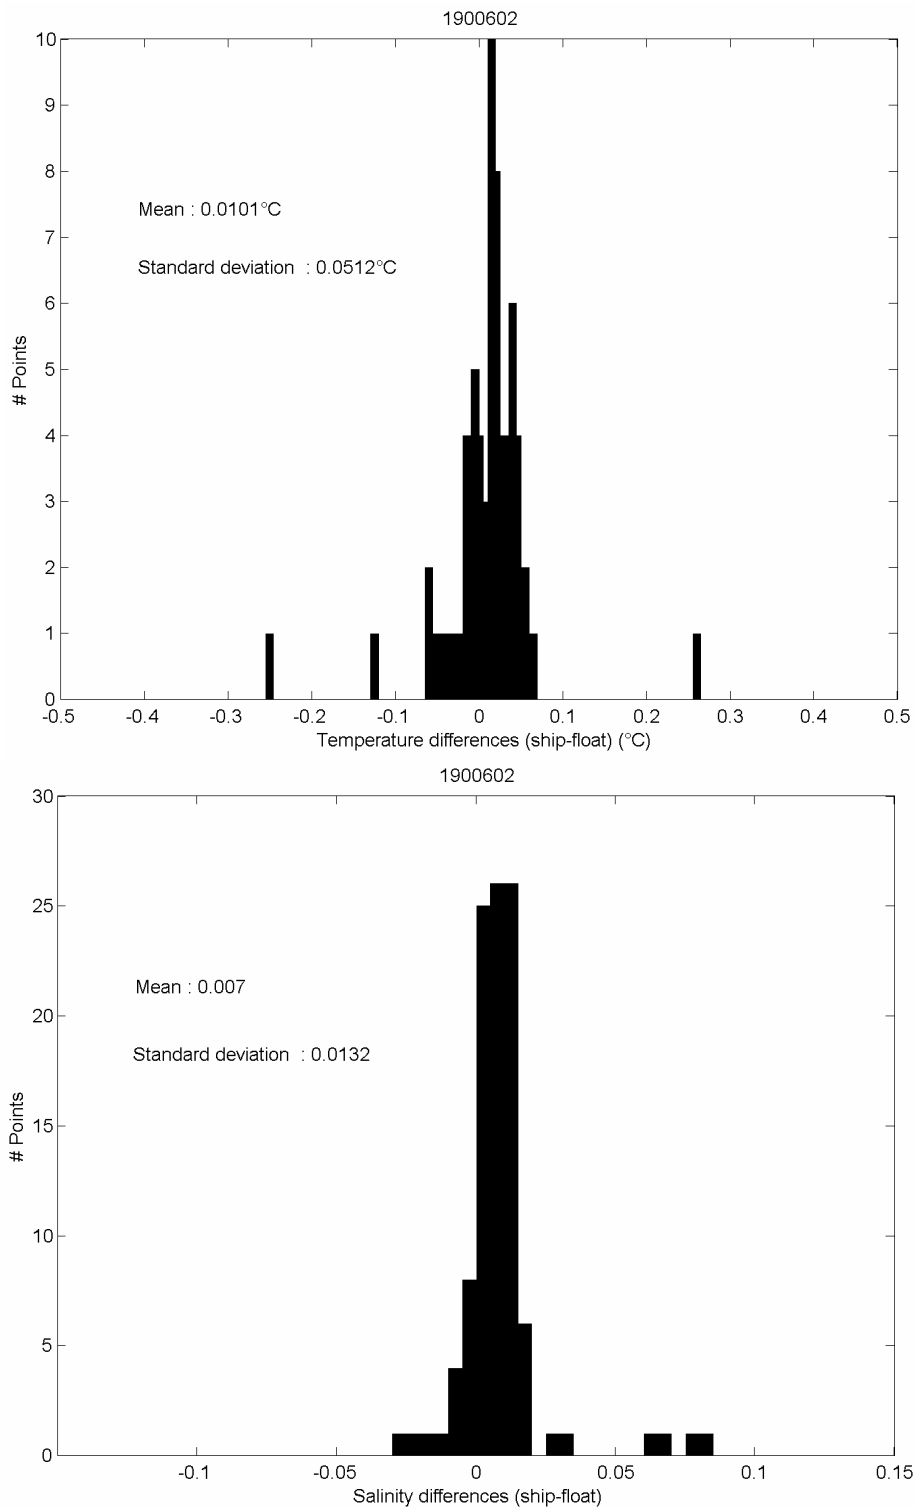 1900602
10
9
8
7
6
5
4
3
2
1
0
# Points
Mean : 0.0101°C
Standard deviation : 0.0512°C
-0.5 -0.4 -0.3 -0.2 -0.1 0 0.1 0.2 0.3 0.4 0.5
Temperature differences (ship-float) (°C)
1900602
30
25
20
15
10
5
0
# Points
Mean : 0.007
Standard deviation : 0.0132
-0.1 -0.05 0 0.05 0.1 0.15
Salinity differences (ship-float)